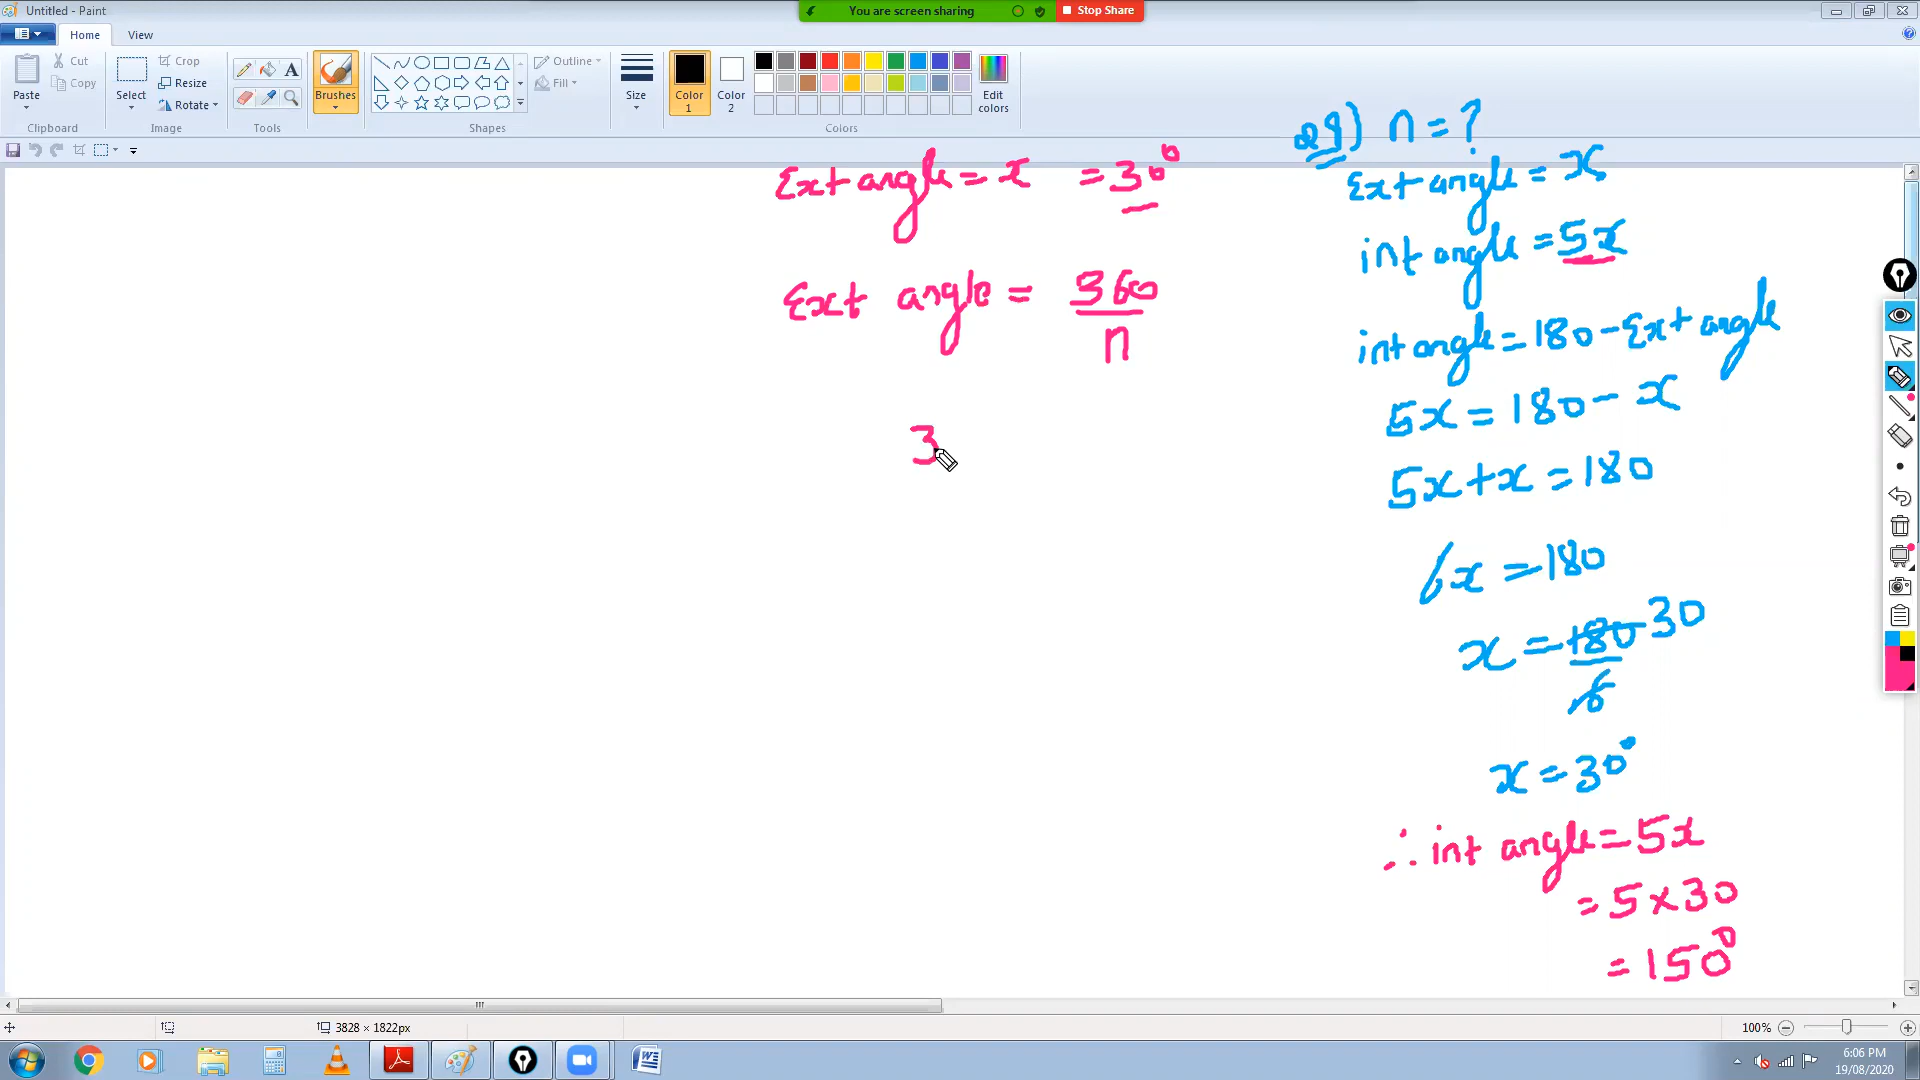 Untitled - Paint
You are screen sharing
Stop Share
Home
View
Paste
Cut
Copy
Clipboard
Select
Crop
Resize
Rotate
Image
A
Tools
Brushes
Outline
Fill
Shapes
Size
Color 1
Color 2
Edit colors
Colors
Ext angle = x = 30°
Ext angle = 360/n
3
28) n = ?
Ext angle = x
int angle = 5x
int angle = 180 - Ext angle
5x = 180 - x
5x + x = 180
6x = 180
x = 180/6 30
x = 30°
∴ int angle = 5x
= 5 × 30
= 150°
3828 × 1822px
100%
6:06 PM
19/08/2020